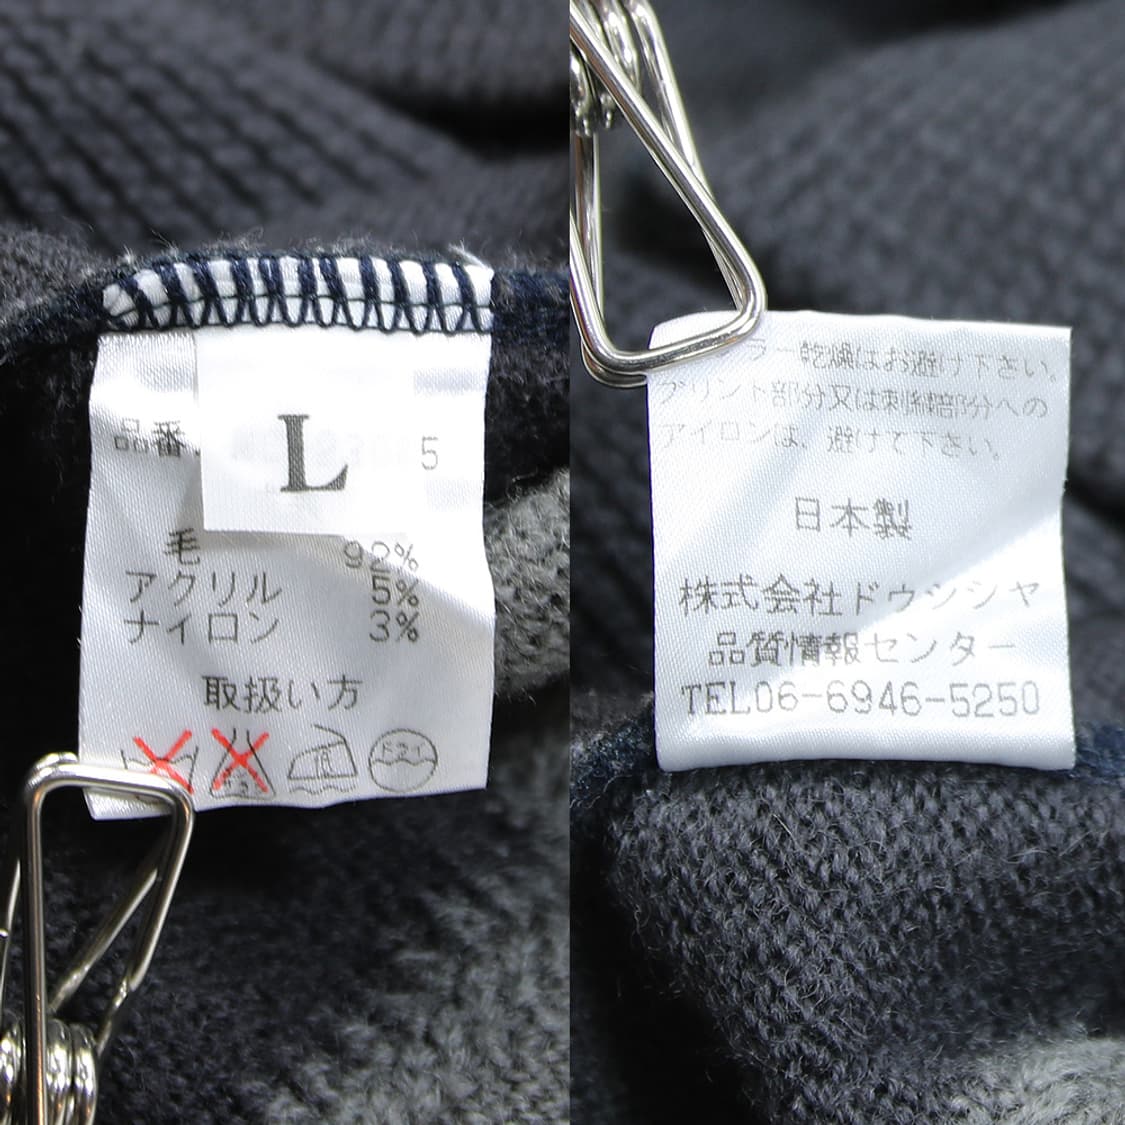 品番
5
L
毛 92%
アクリル 5%
ナイロン 3%
取扱い方
ドライ
乾燥はお避け下さい。
プリント部分又は刺繍部分への
アイロンは、避けて下さい。
日本製
株式会社ドウシシヤ
品質情報センター
TEL06-6946-5250